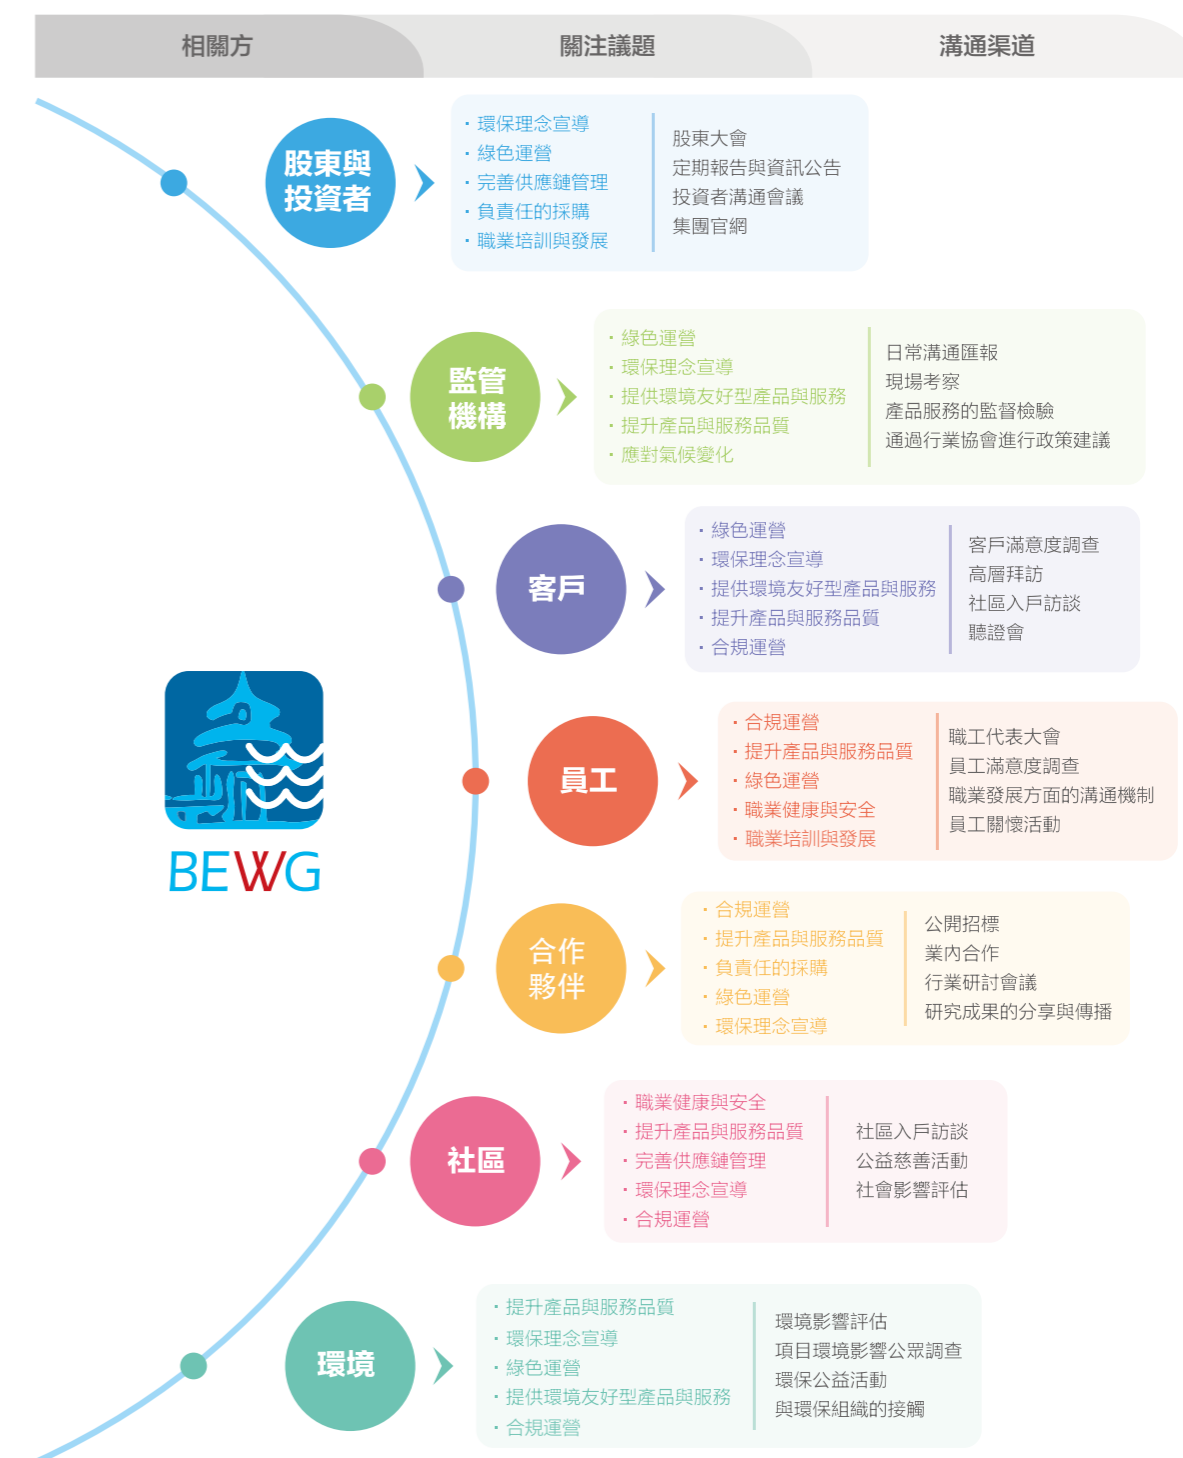 相關方
關注議題
溝通渠道
股東與
投資者
·環保理念宣導
·綠色運營
·完善供應鏈管理
·負責任的採購
·職業培訓與發展
股東大會
定期報告與資訊公告
投資者溝通會議
集團官網
監管
機構
·綠色運營
·環保理念宣導
·提供環境友好型產品與服務
·提升產品與服務品質
·應對氣候變化
日常溝通匯報
現場考察
產品服務的監督檢驗
通過行業協會進行政策建議
客戶
·綠色運營
·環保理念宣導
·提供環境友好型產品與服務
·提升產品與服務品質
·合規運營
客戶滿意度調查
高層拜訪
社區入戶訪談
聽證會
員工
·合規運營
·提升產品與服務品質
·綠色運營
·職業健康與安全
·職業培訓與發展
職工代表大會
員工滿意度調查
職業發展方面的溝通機制
員工關懷活動
BEWG
合作
夥伴
·合規運營
·提升產品與服務品質
·負責任的採購
·綠色運營
·環保理念宣導
公開招標
業內合作
行業研討會議
研究成果的分享與傳播
社區
·職業健康與安全
·提升產品與服務品質
·完善供應鏈管理
·環保理念宣導
·合規運營
社區入戶訪談
公益慈善活動
社會影響評估
環境
·提升產品與服務品質
·環保理念宣導
·綠色運營
·提供環境友好型產品與服務
·合規運營
環境影響評估
項目環境影響公眾調查
環保公益活動
與環保組織的接觸